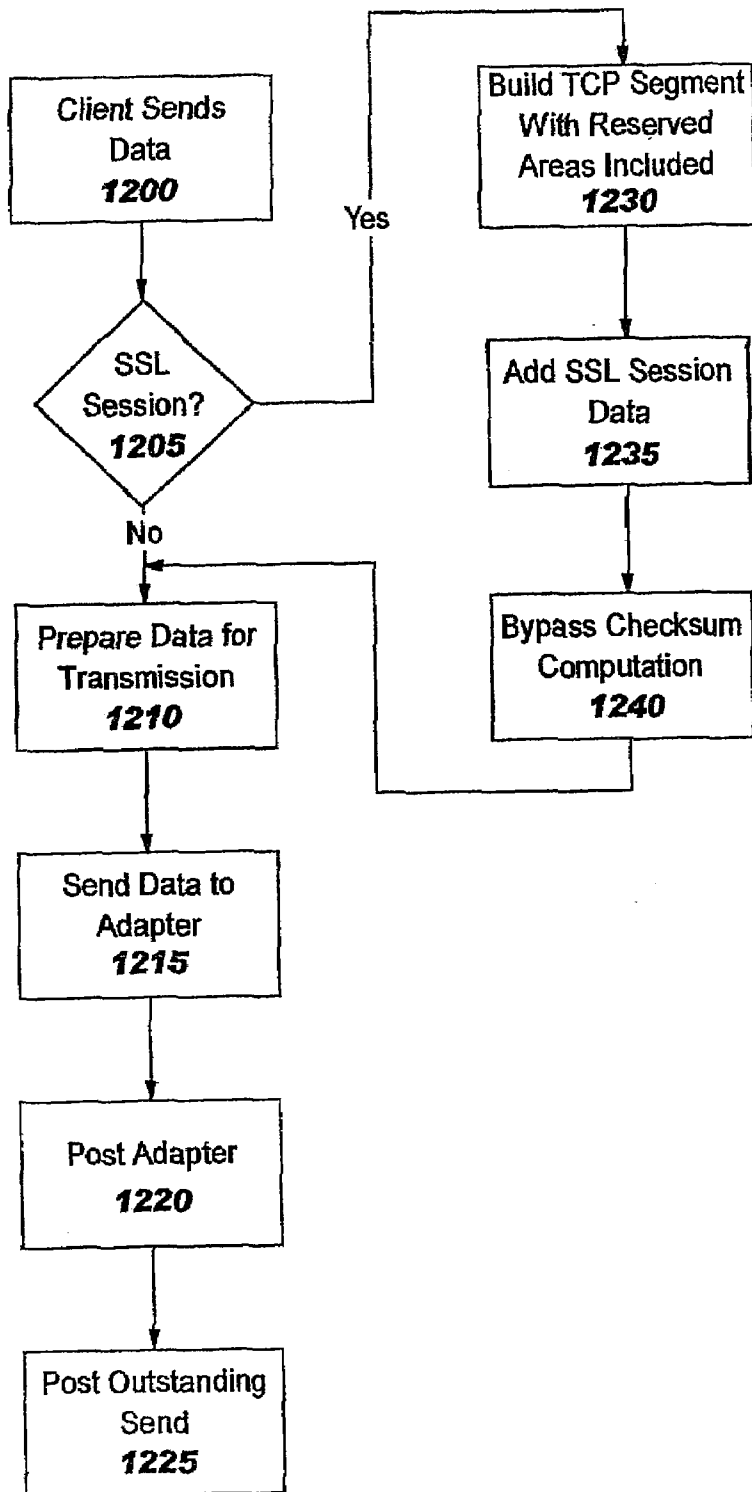 Client Sends
Data
1200
SSL
Session?
1205
Yes
No
Prepare Data for
Transmission
1210
Send Data to
Adapter
1215
Post Adapter
1220
Post Outstanding
Send
1225
Build TCP Segment
With Reserved
Areas Included
1230
Add SSL Session
Data
1235
Bypass Checksum
Computation
1240